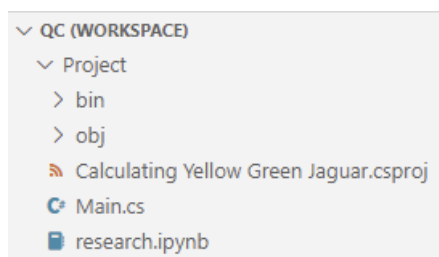 QC (WORKSPACE)
Project
bin
obj
Calculating Yellow Green Jaguar.csproj
C# Main.cs
research.ipynb